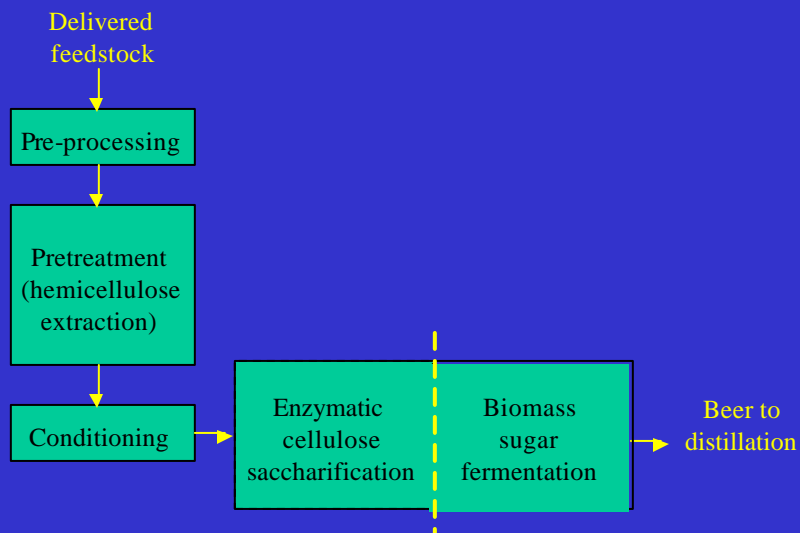 Delivered
feedstock
Pre-processing
Pretreatment
(hemicellulose
extraction)
Conditioning
Enzymatic
cellulose
saccharification
Biomass
sugar
fermentation
Beer to
distillation